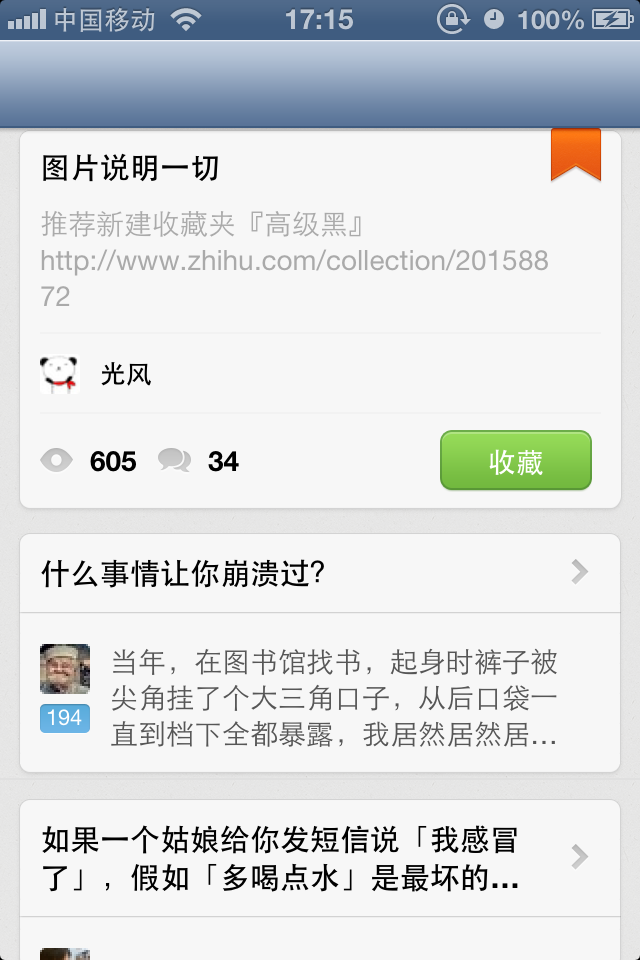 中国移动 17:15 100%
图片说明一切
推荐新建收藏夹『高级黑』
http://www.zhihu.com/collection/201588
72
光风
605 34 收藏
什么事情让你崩溃过?
当年，在图书馆找书，起身时裤子被
尖角挂了个大三角口子，从后口袋一
直到档下全都暴露，我居然居然居...
194
如果一个姑娘给你发短信说「我感冒
了」，假如「多喝点水」是最坏的...